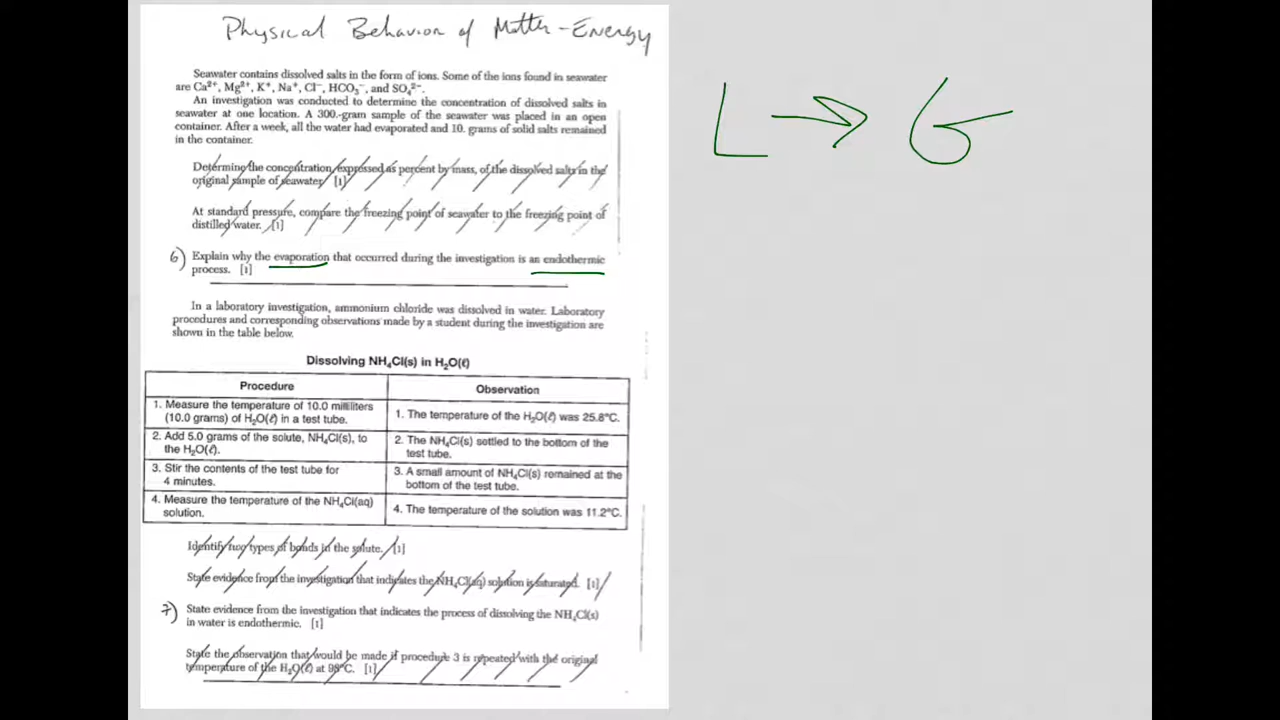 Physical Behavior of Matter - Energy
Seawater contains dissolved salts in the form of ions. Some of the ions found in seawater
are Ca²⁺, Mg²⁺, K⁺, Na⁺, Cl⁻, HCO₃⁻, and SO₄²⁻.
An investigation was conducted to determine the concentration of dissolved salts in
seawater at one location. A 300.-gram sample of the seawater was placed in an open
container. After a week, all the water had evaporated and 10. grams of solid salts remained
in the container.
Determine the concentration, expressed as percent by mass, of the dissolved salts in the
original sample of seawater. [1]
At standard pressure, compare the freezing point of seawater to the freezing point of
distilled water. [1]
6) Explain why the evaporation that occurred during the investigation is an endothermic
process. [1]
In a laboratory investigation, ammonium chloride was dissolved in water. Laboratory
procedures and corresponding observations made by a student during the investigation are
shown in the table below.
Dissolving NH₄Cl(s) in H₂O(ℓ)
Procedure
Observation
1. Measure the temperature of 10.0 milliliters
(10.0 grams) of H₂O(ℓ) in a test tube.
1. The temperature of the H₂O(ℓ) was 25.8°C.
2. Add 5.0 grams of the solute, NH₄Cl(s), to
the H₂O(ℓ).
2. The NH₄Cl(s) settled to the bottom of the
test tube.
3. Stir the contents of the test tube for
4 minutes.
3. A small amount of NH₄Cl(s) remained at the
bottom of the test tube.
4. Measure the temperature of the NH₄Cl(aq)
solution.
4. The temperature of the solution was 11.2°C.
Identify two types of bonds in the solute. [1]
State evidence from the investigation that indicates the NH₄Cl(aq) solution is saturated. [1]
7) State evidence from the investigation that indicates the process of dissolving the NH₄Cl(s)
in water is endothermic. [1]
State the observation that would be made if procedure 3 is repeated with the original
temperature of the H₂O(ℓ) at 98°C. [1]
L → G